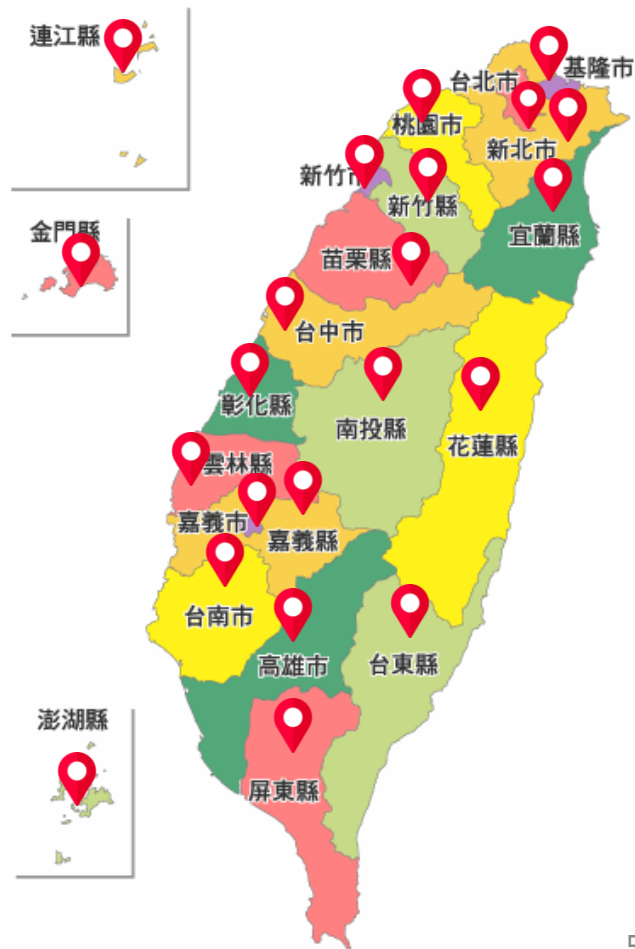 連江縣
基隆市
台北市
桃園市
新北市
新竹市
新竹縣
金門縣
宜蘭縣
苗栗縣
台中市
彰化縣
南投縣
花蓮縣
雲林縣
嘉義市
嘉義縣
台南市
高雄市
台東縣
澎湖縣
屏東縣